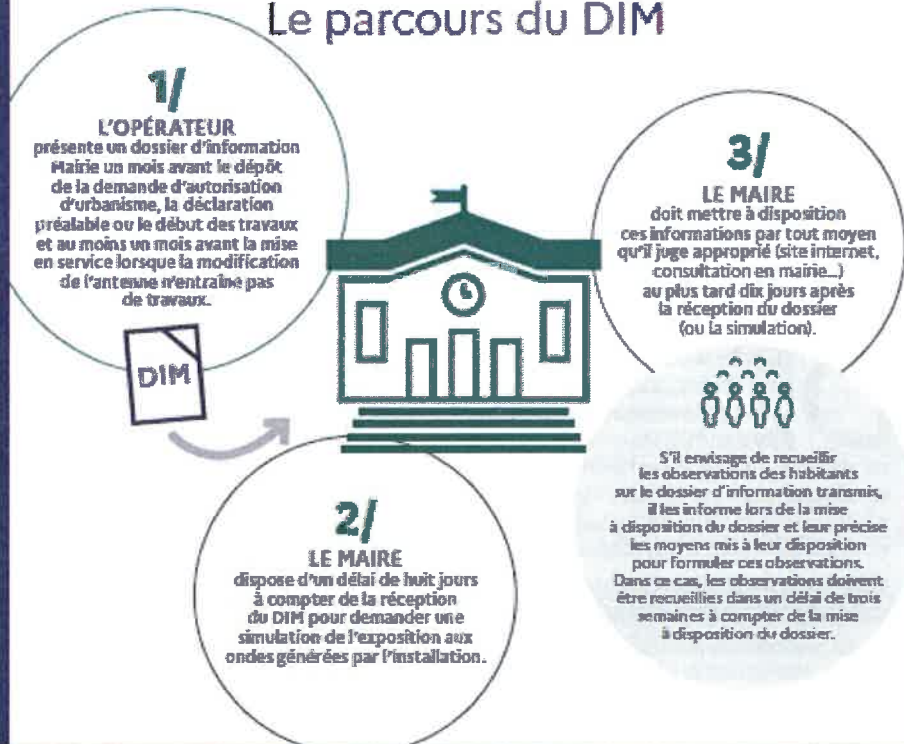 Le parcours du DIM
1/
L'OPÉRATEUR
présente un dossier d'information
Mairie un mois avant le dépôt
de la demande d'autorisation
d'urbanisme, la déclaration
préalable ou le début des travaux
et au moins un mois avant la mise
en service lorsque la modification
de l'antenne n'entraîne pas
de travaux.
DIM
2/
LE MAIRE
dispose d'un délai de huit jours
à compter de la réception
du DIM pour demander une
simulation de l'exposition aux
ondes générées par l'installation.
3/
LE MAIRE
doit mettre à disposition
ces informations par tout moyen
qu'il juge approprié (site internet,
consultation en mairie...)
au plus tard dix jours après
la réception du dossier
(ou la simulation).
S'il envisage de recueillir
les observations des habitants
sur le dossier d'information transmis,
il les informe lors de la mise
à disposition du dossier et leur précise
les moyens mis à leur disposition
pour formuler ces observations.
Dans ce cas, les observations doivent
être recueillies dans un délai de trois
semaines à compter de la mise
à disposition du dossier.